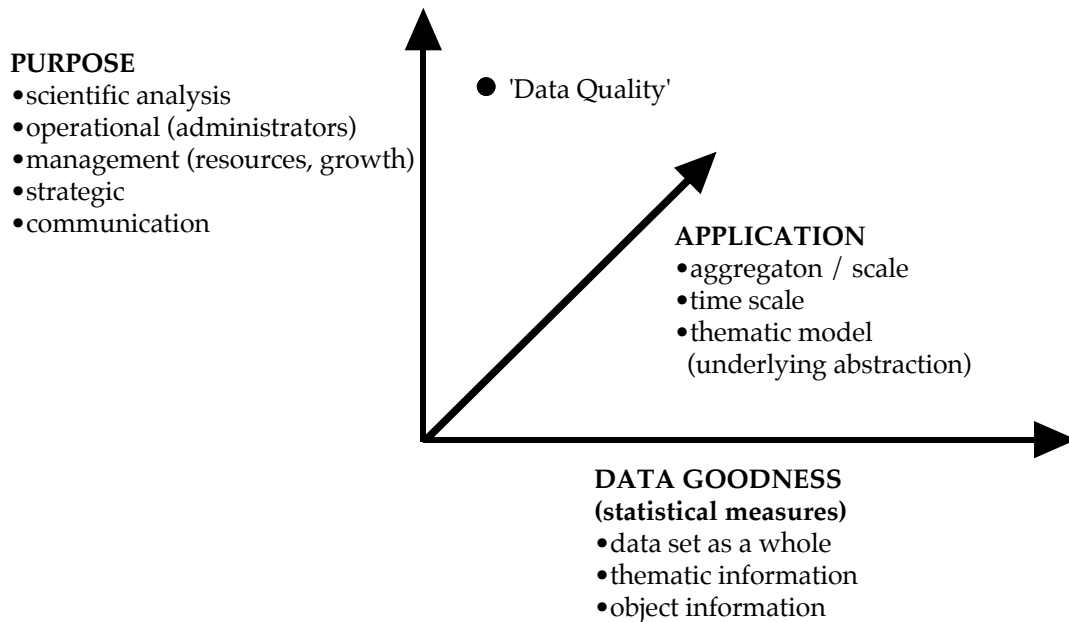 PURPOSE
•scientific analysis
•operational (administrators)
•management (resources, growth)
•strategic
•communication
'Data Quality'
APPLICATION
•aggregaton / scale
•time scale
•thematic model
(underlying abstraction)
DATA GOODNESS
(statistical measures)
•data set as a whole
•thematic information
•object information